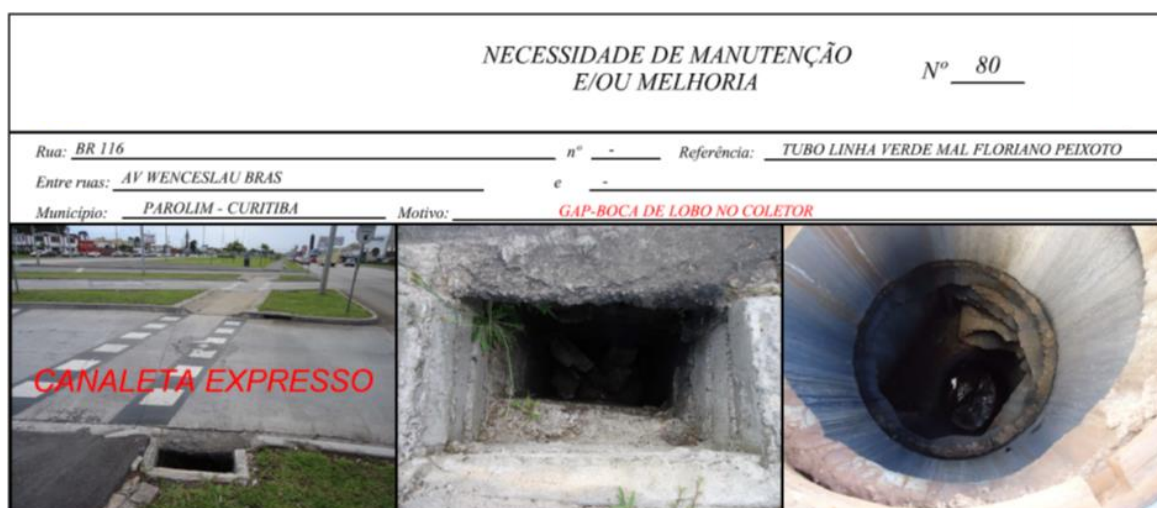 NECESSIDADE DE MANUTENÇÃO
E/OU MELHORIA
Nº 80
Rua: BR 116 nº - Referência: TUBO LINHA VERDE MAL FLORIANO PEIXOTO
Entre ruas: AV WENCESLAU BRAS e -
Município: PAROLIM - CURITIBA Motivo: GAP-BOCA DE LOBO NO COLETOR
CANALETA EXPRESSO